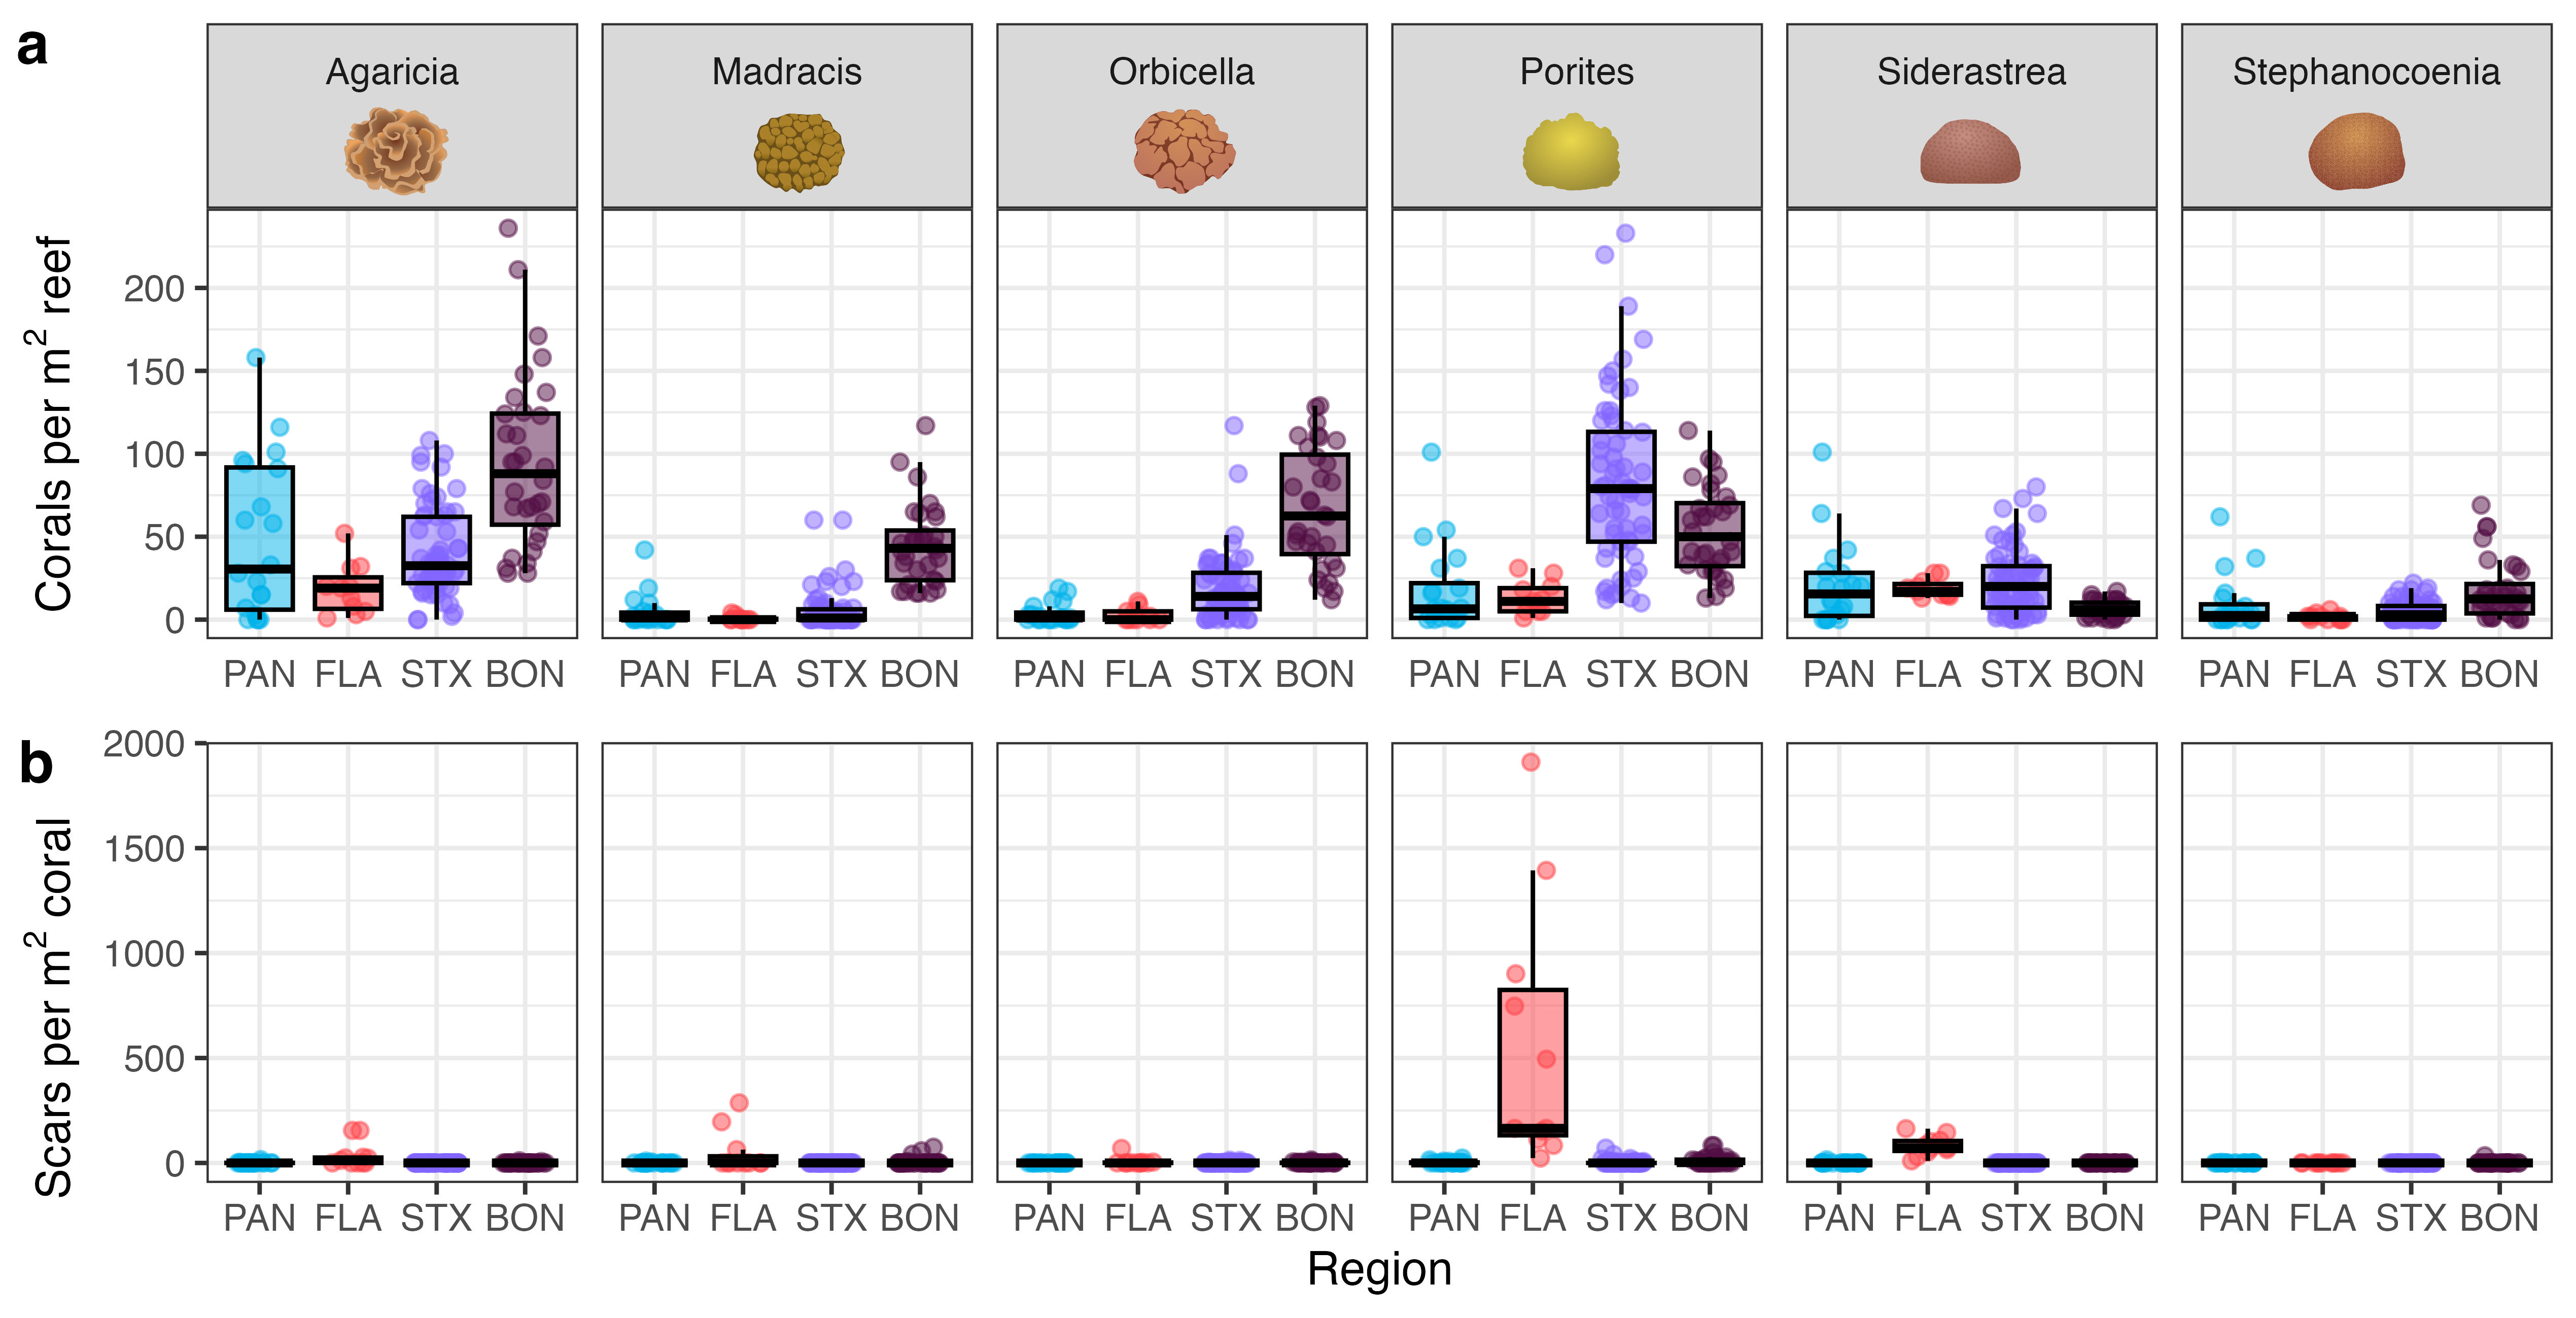 a
Agaricia Madracis Orbicella Porites Siderastrea Stephanocoenia
Corals per m² reef
200
150
100
50
0
PAN FLA STX BON PAN FLA STX BON PAN FLA STX BON PAN FLA STX BON PAN FLA STX BON PAN FLA STX BON
b
Scars per m² coral
2000
1500
1000
500
0
PAN FLA STX BON PAN FLA STX BON PAN FLA STX BON PAN FLA STX BON PAN FLA STX BON PAN FLA STX BON
Region